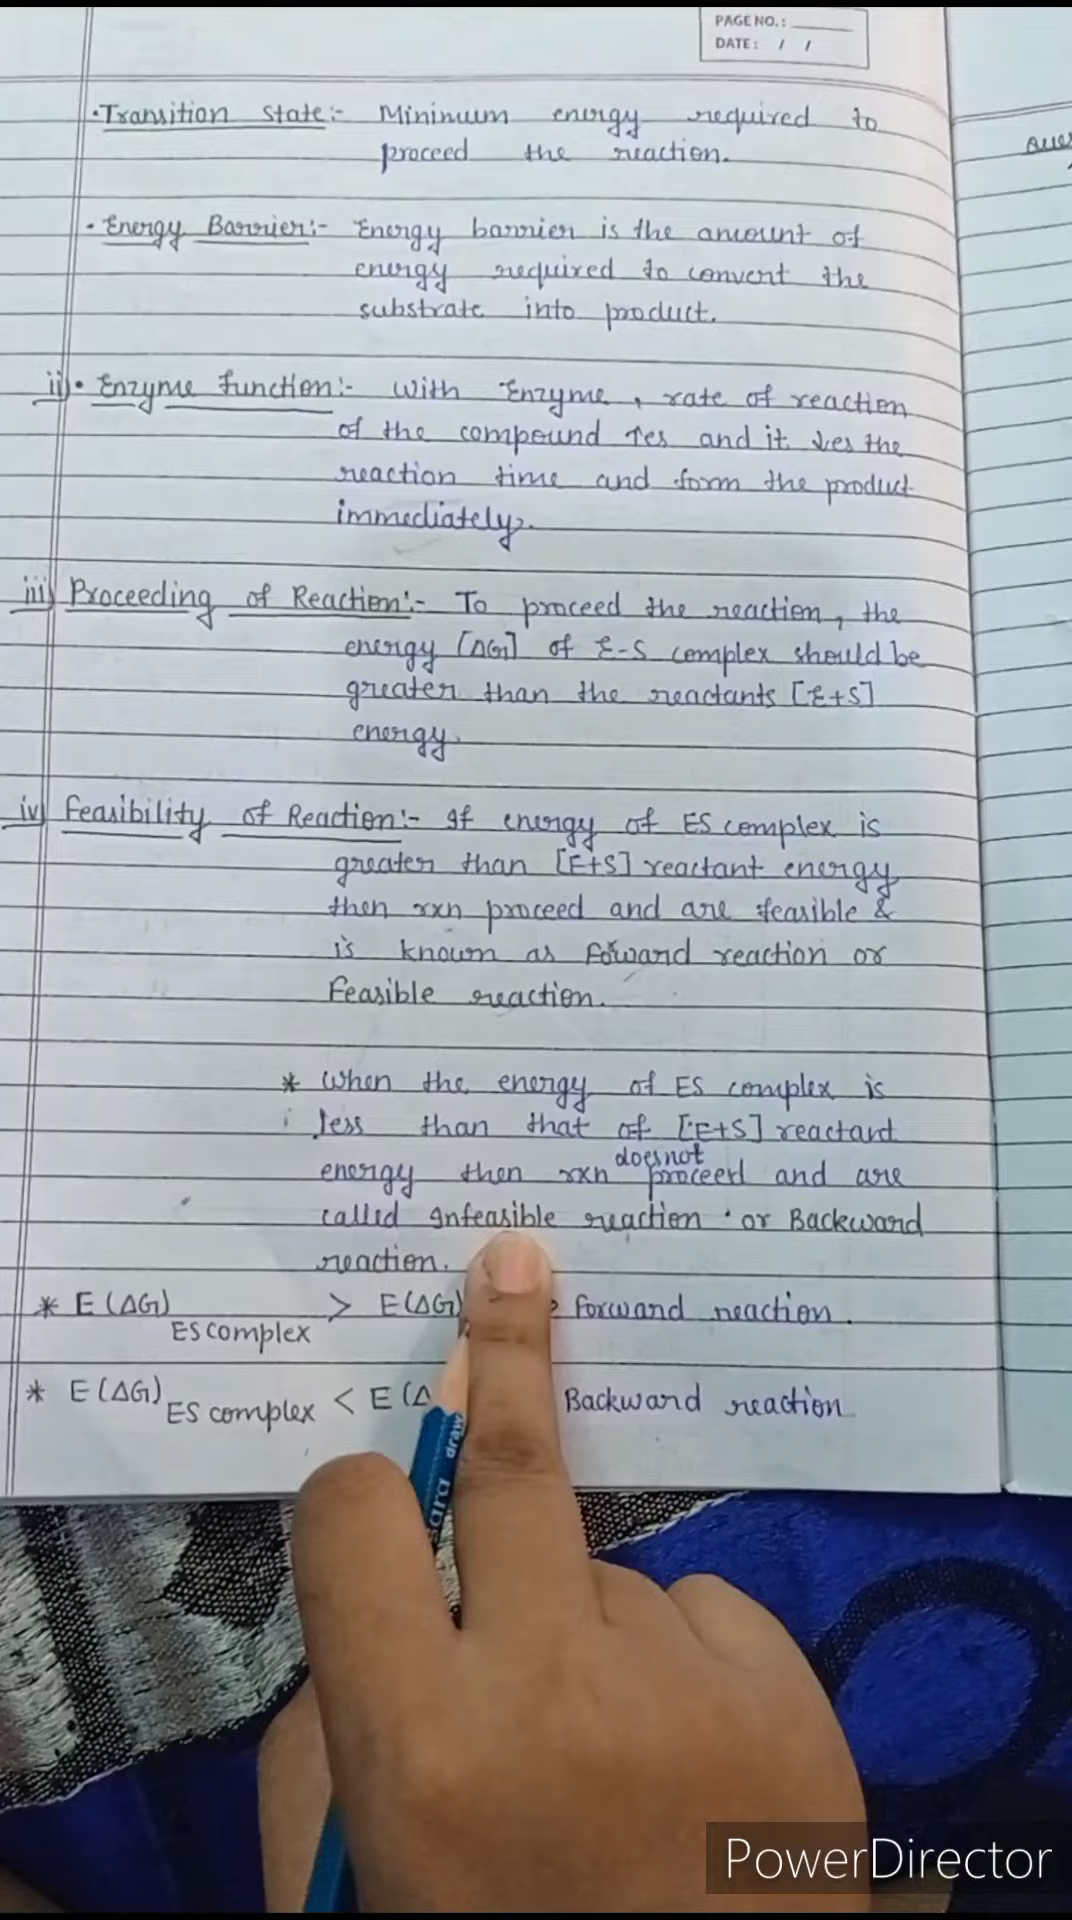 PAGE NO.:
DATE: / /
• Transition State:- Minimum energy required to
proceed the reaction.
Ques
• Energy Barrier:- Energy barrier is the amount of
energy required to convert the
substrate into product.
ii) • Enzyme Function:- With Enzyme, rate of reaction
of the compound ↑es and it ↓es the
reaction time and form the product
immediately.
iii) Proceeding of Reaction:- To proceed the reaction, the
energy [ΔG] of E-S complex should be
greater than the reactants [E+S]
energy.
iv) Feasibility of Reaction:- If energy of ES complex is
greater than [E+S] reactant energy
then rxn proceed and are feasible &
is known as Foward reaction or
Feasible reaction.
* When the energy of ES complex is
less than that of [E+S] reactant
energy then rxn doesnot proceed and are
called Infeasible reaction or Backward
reaction.
* E(ΔG) ES complex > E(ΔG) Forward reaction.
* E(ΔG) ES complex < E(Δ Backward reaction
ara draw
PowerDirector